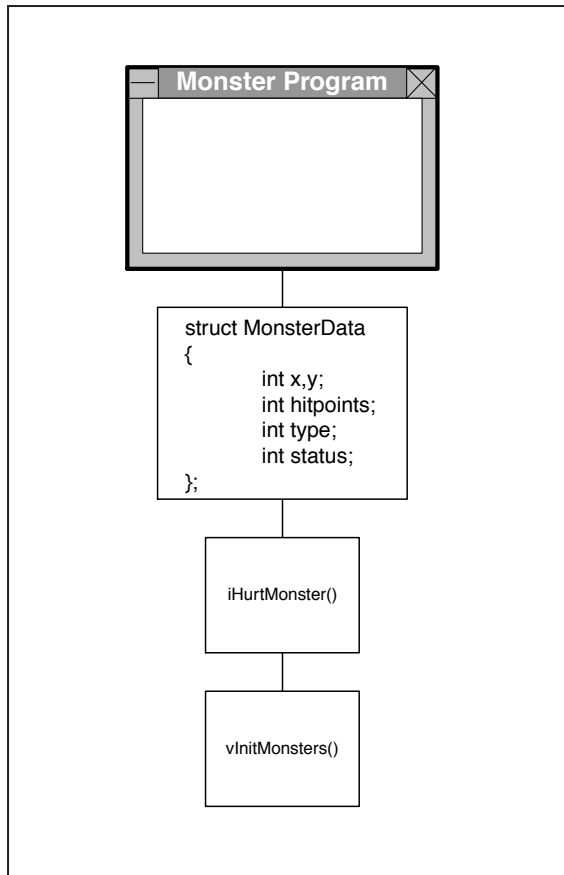 Monster Program
struct MonsterData
{
int x,y;
int hitpoints;
int type;
int status;
};
iHurtMonster()
vInitMonsters()